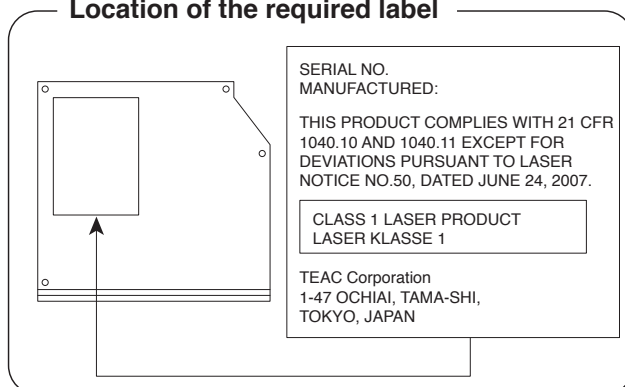 Location of the required label
SERIAL NO.
MANUFACTURED:
THIS PRODUCT COMPLIES WITH 21 CFR
1040.10 AND 1040.11 EXCEPT FOR
DEVIATIONS PURSUANT TO LASER
NOTICE NO.50, DATED JUNE 24, 2007.
CLASS 1 LASER PRODUCT
LASER KLASSE 1
TEAC Corporation
1-47 OCHIAI, TAMA-SHI,
TOKYO, JAPAN